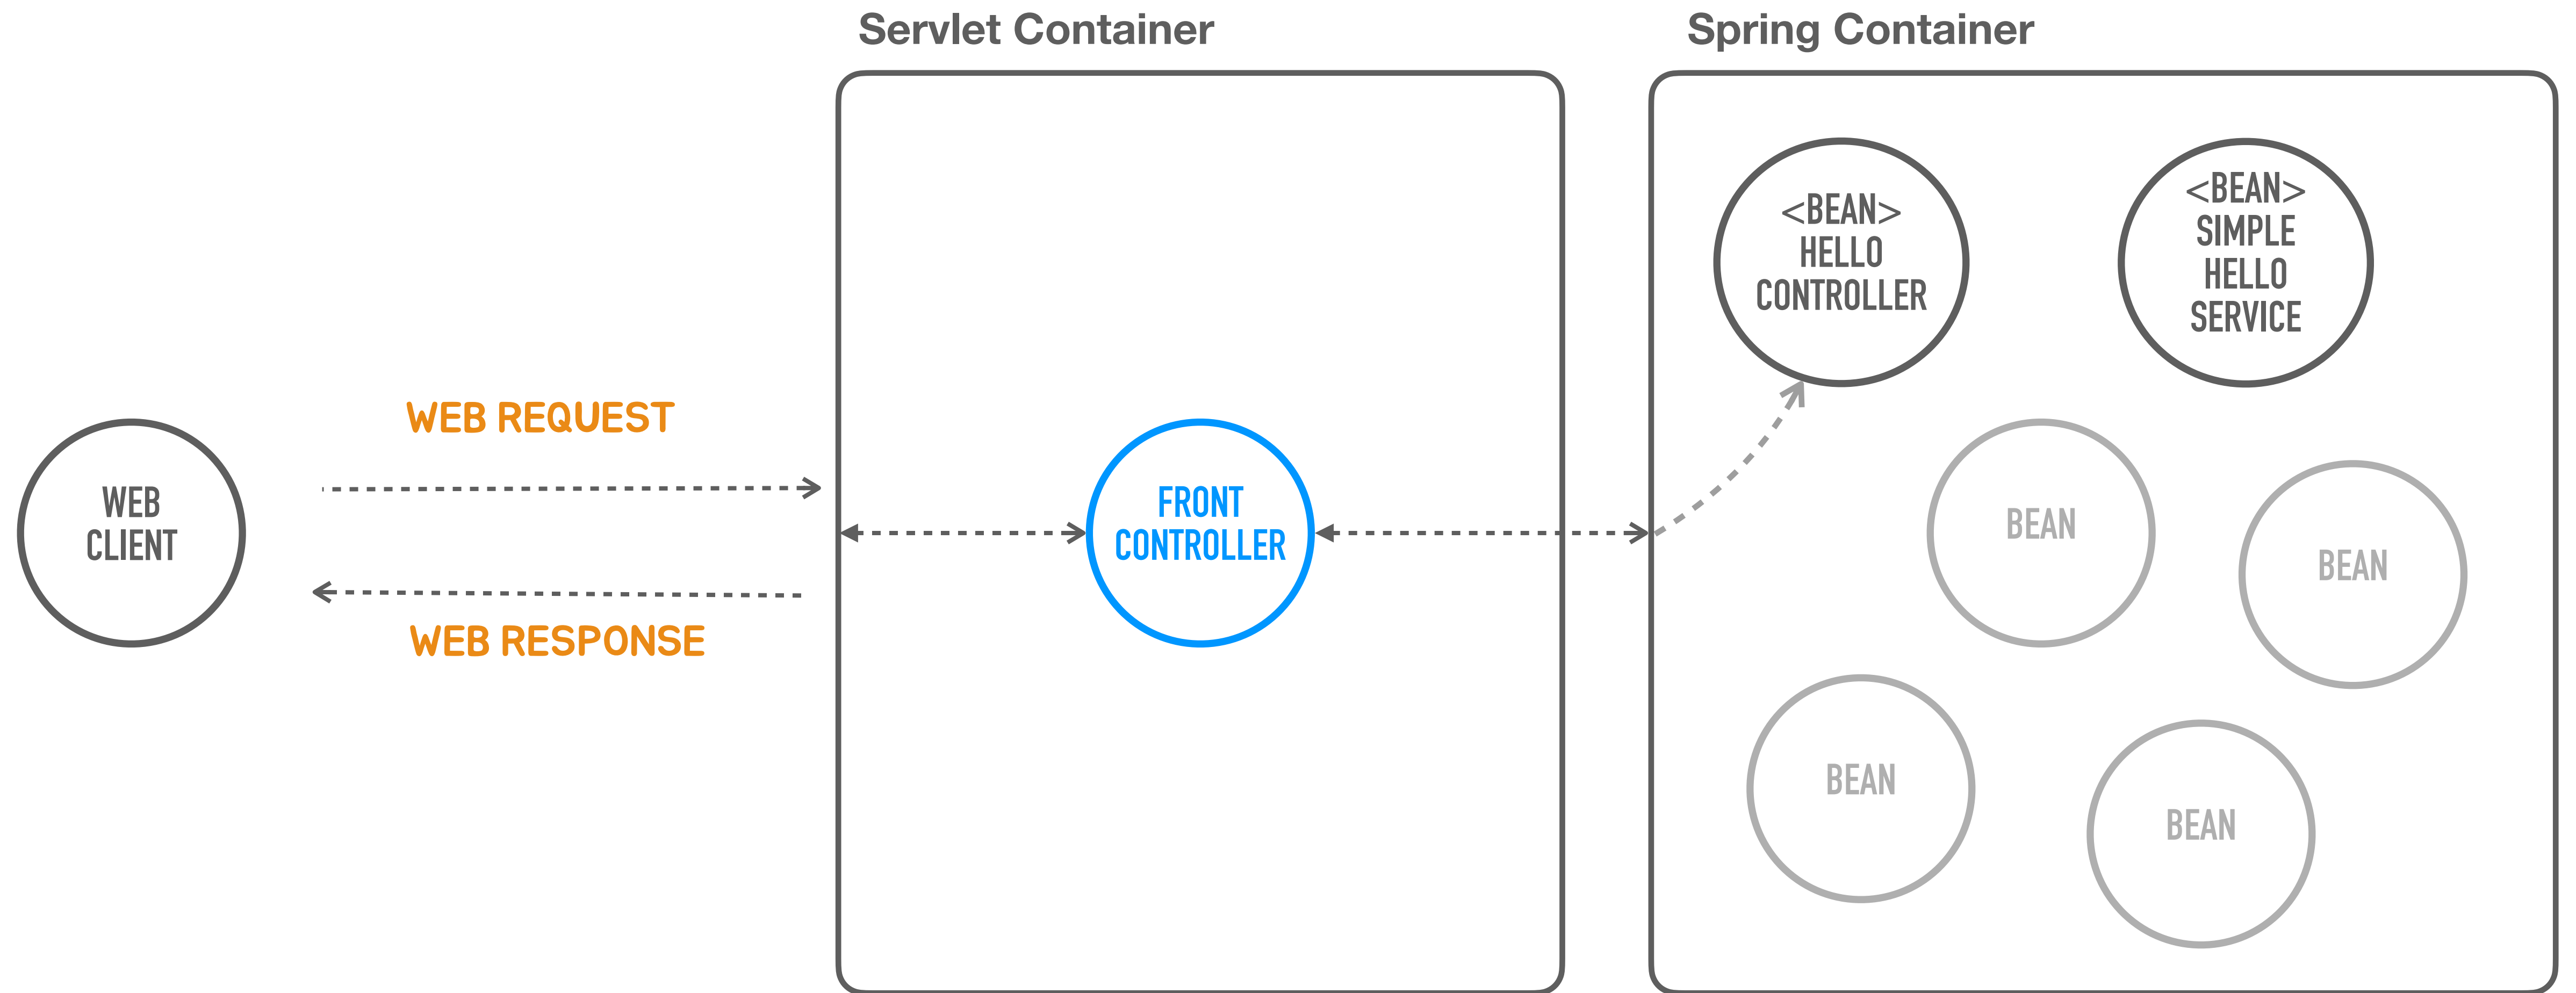 Servlet Container
Spring Container
<BEAN>
HELLO
CONTROLLER
<BEAN>
SIMPLE
HELLO
SERVICE
WEB REQUEST
WEB
CLIENT
FRONT
CONTROLLER
BEAN
BEAN
WEB RESPONSE
BEAN
BEAN